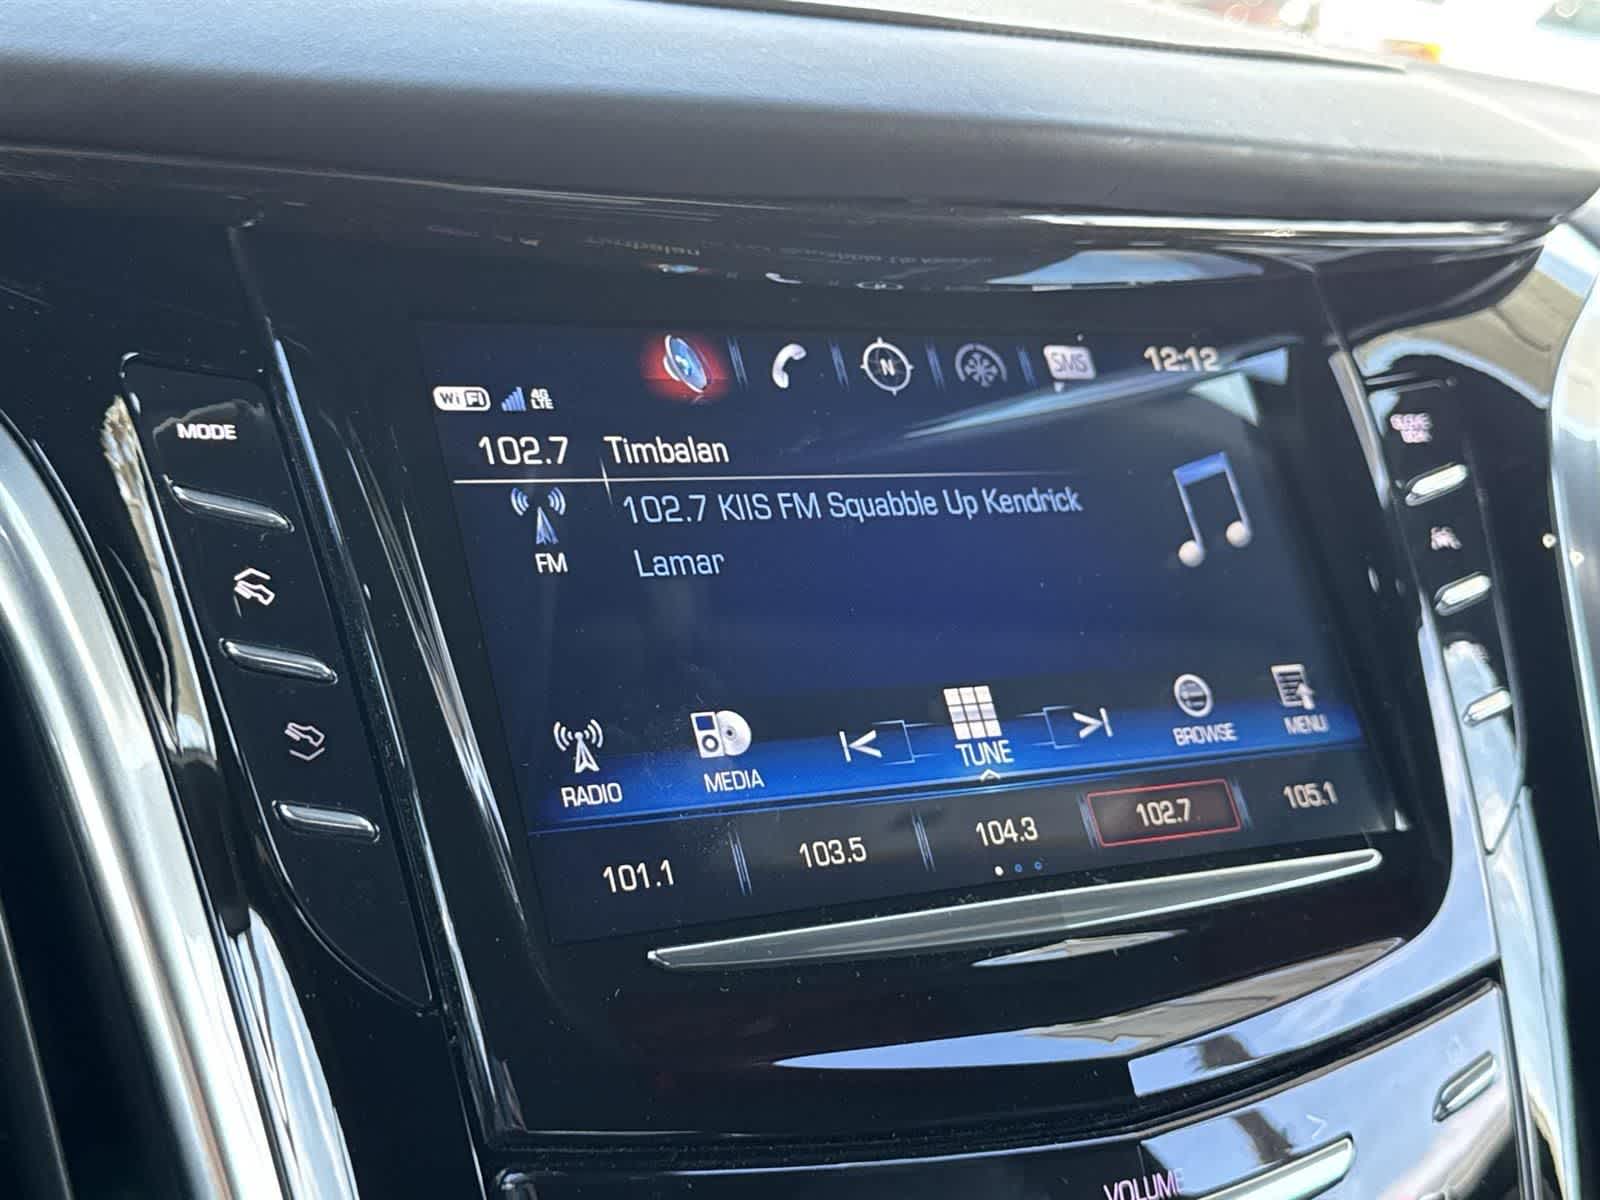 MODE
WiFi 4G LTE
N
SMS
12:12
102.7 Timbalan
102.7 KIIS FM Squabble Up Kendrick
Lamar
FM
RADIO
MEDIA
TUNE
BROWSE
MENU
101.1
103.5
104.3
102.7
105.1
VOLUME